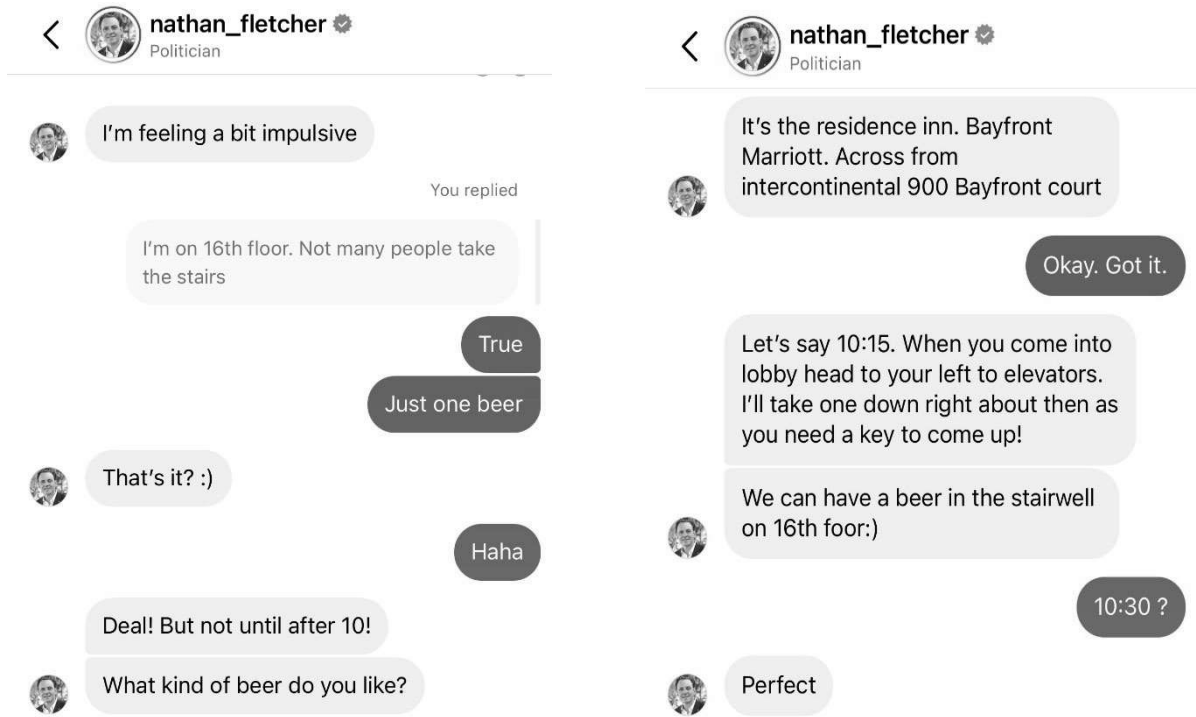 nathan_fletcher
Politician
I'm feeling a bit impulsive
You replied
I'm on 16th floor. Not many people take
the stairs
True
Just one beer
That's it? :)
Haha
Deal! But not until after 10!
What kind of beer do you like?
nathan_fletcher
Politician
It's the residence inn. Bayfront
Marriott. Across from
intercontinental 900 Bayfront court
Okay. Got it.
Let's say 10:15. When you come into
lobby head to your left to elevators.
I'll take one down right about then as
you need a key to come up!
We can have a beer in the stairwell
on 16th foor:)
10:30 ?
Perfect